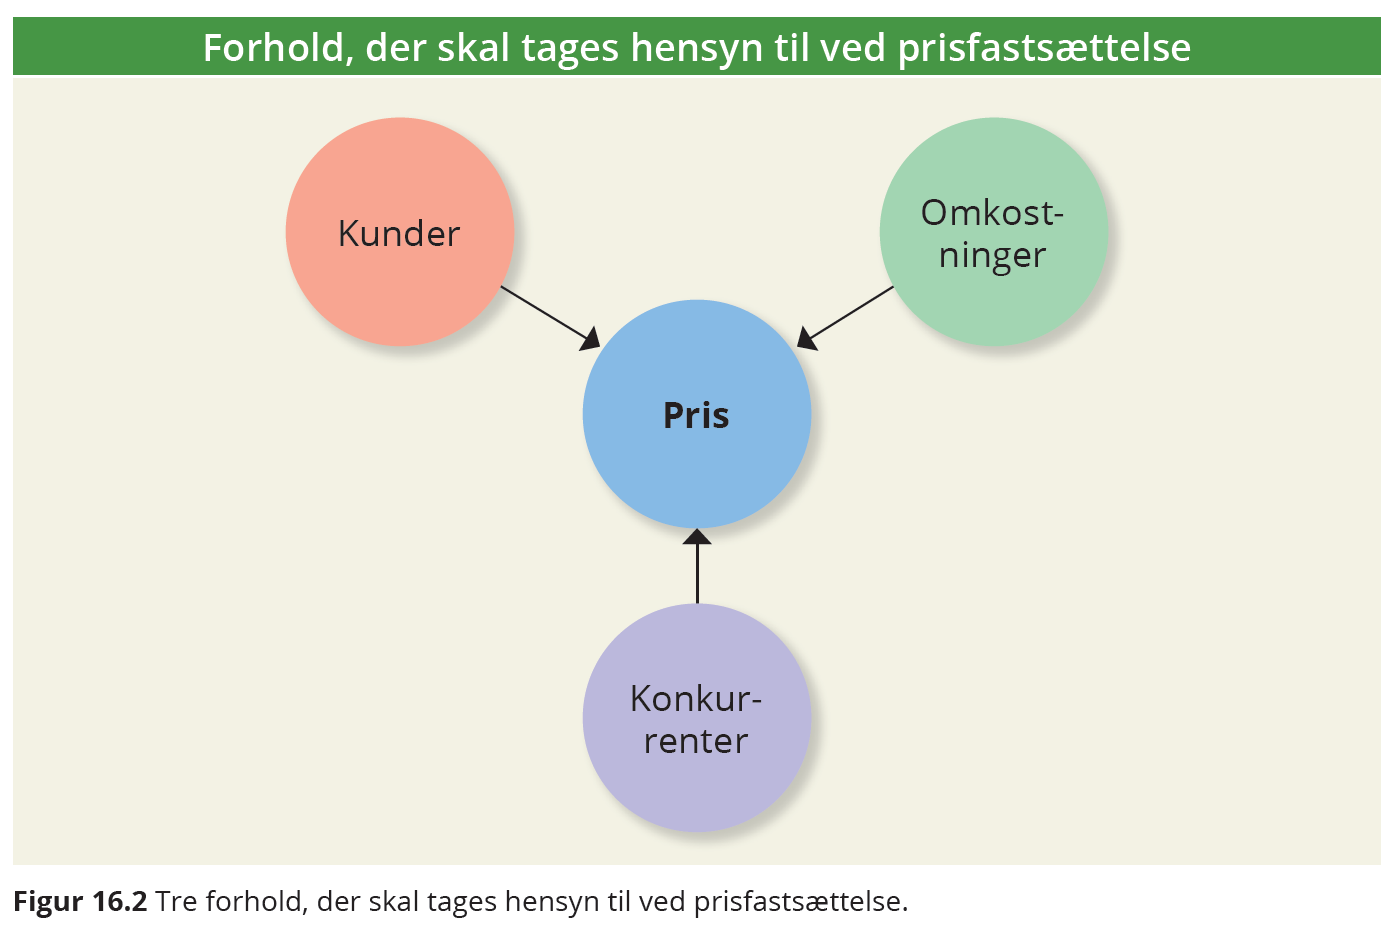 Forhold, der skal tages hensyn til ved prisfastsættelse
Kunder
Omkost-
ninger
Pris
Konkur-
renter
Figur 16.2 Tre forhold, der skal tages hensyn til ved prisfastsættelse.